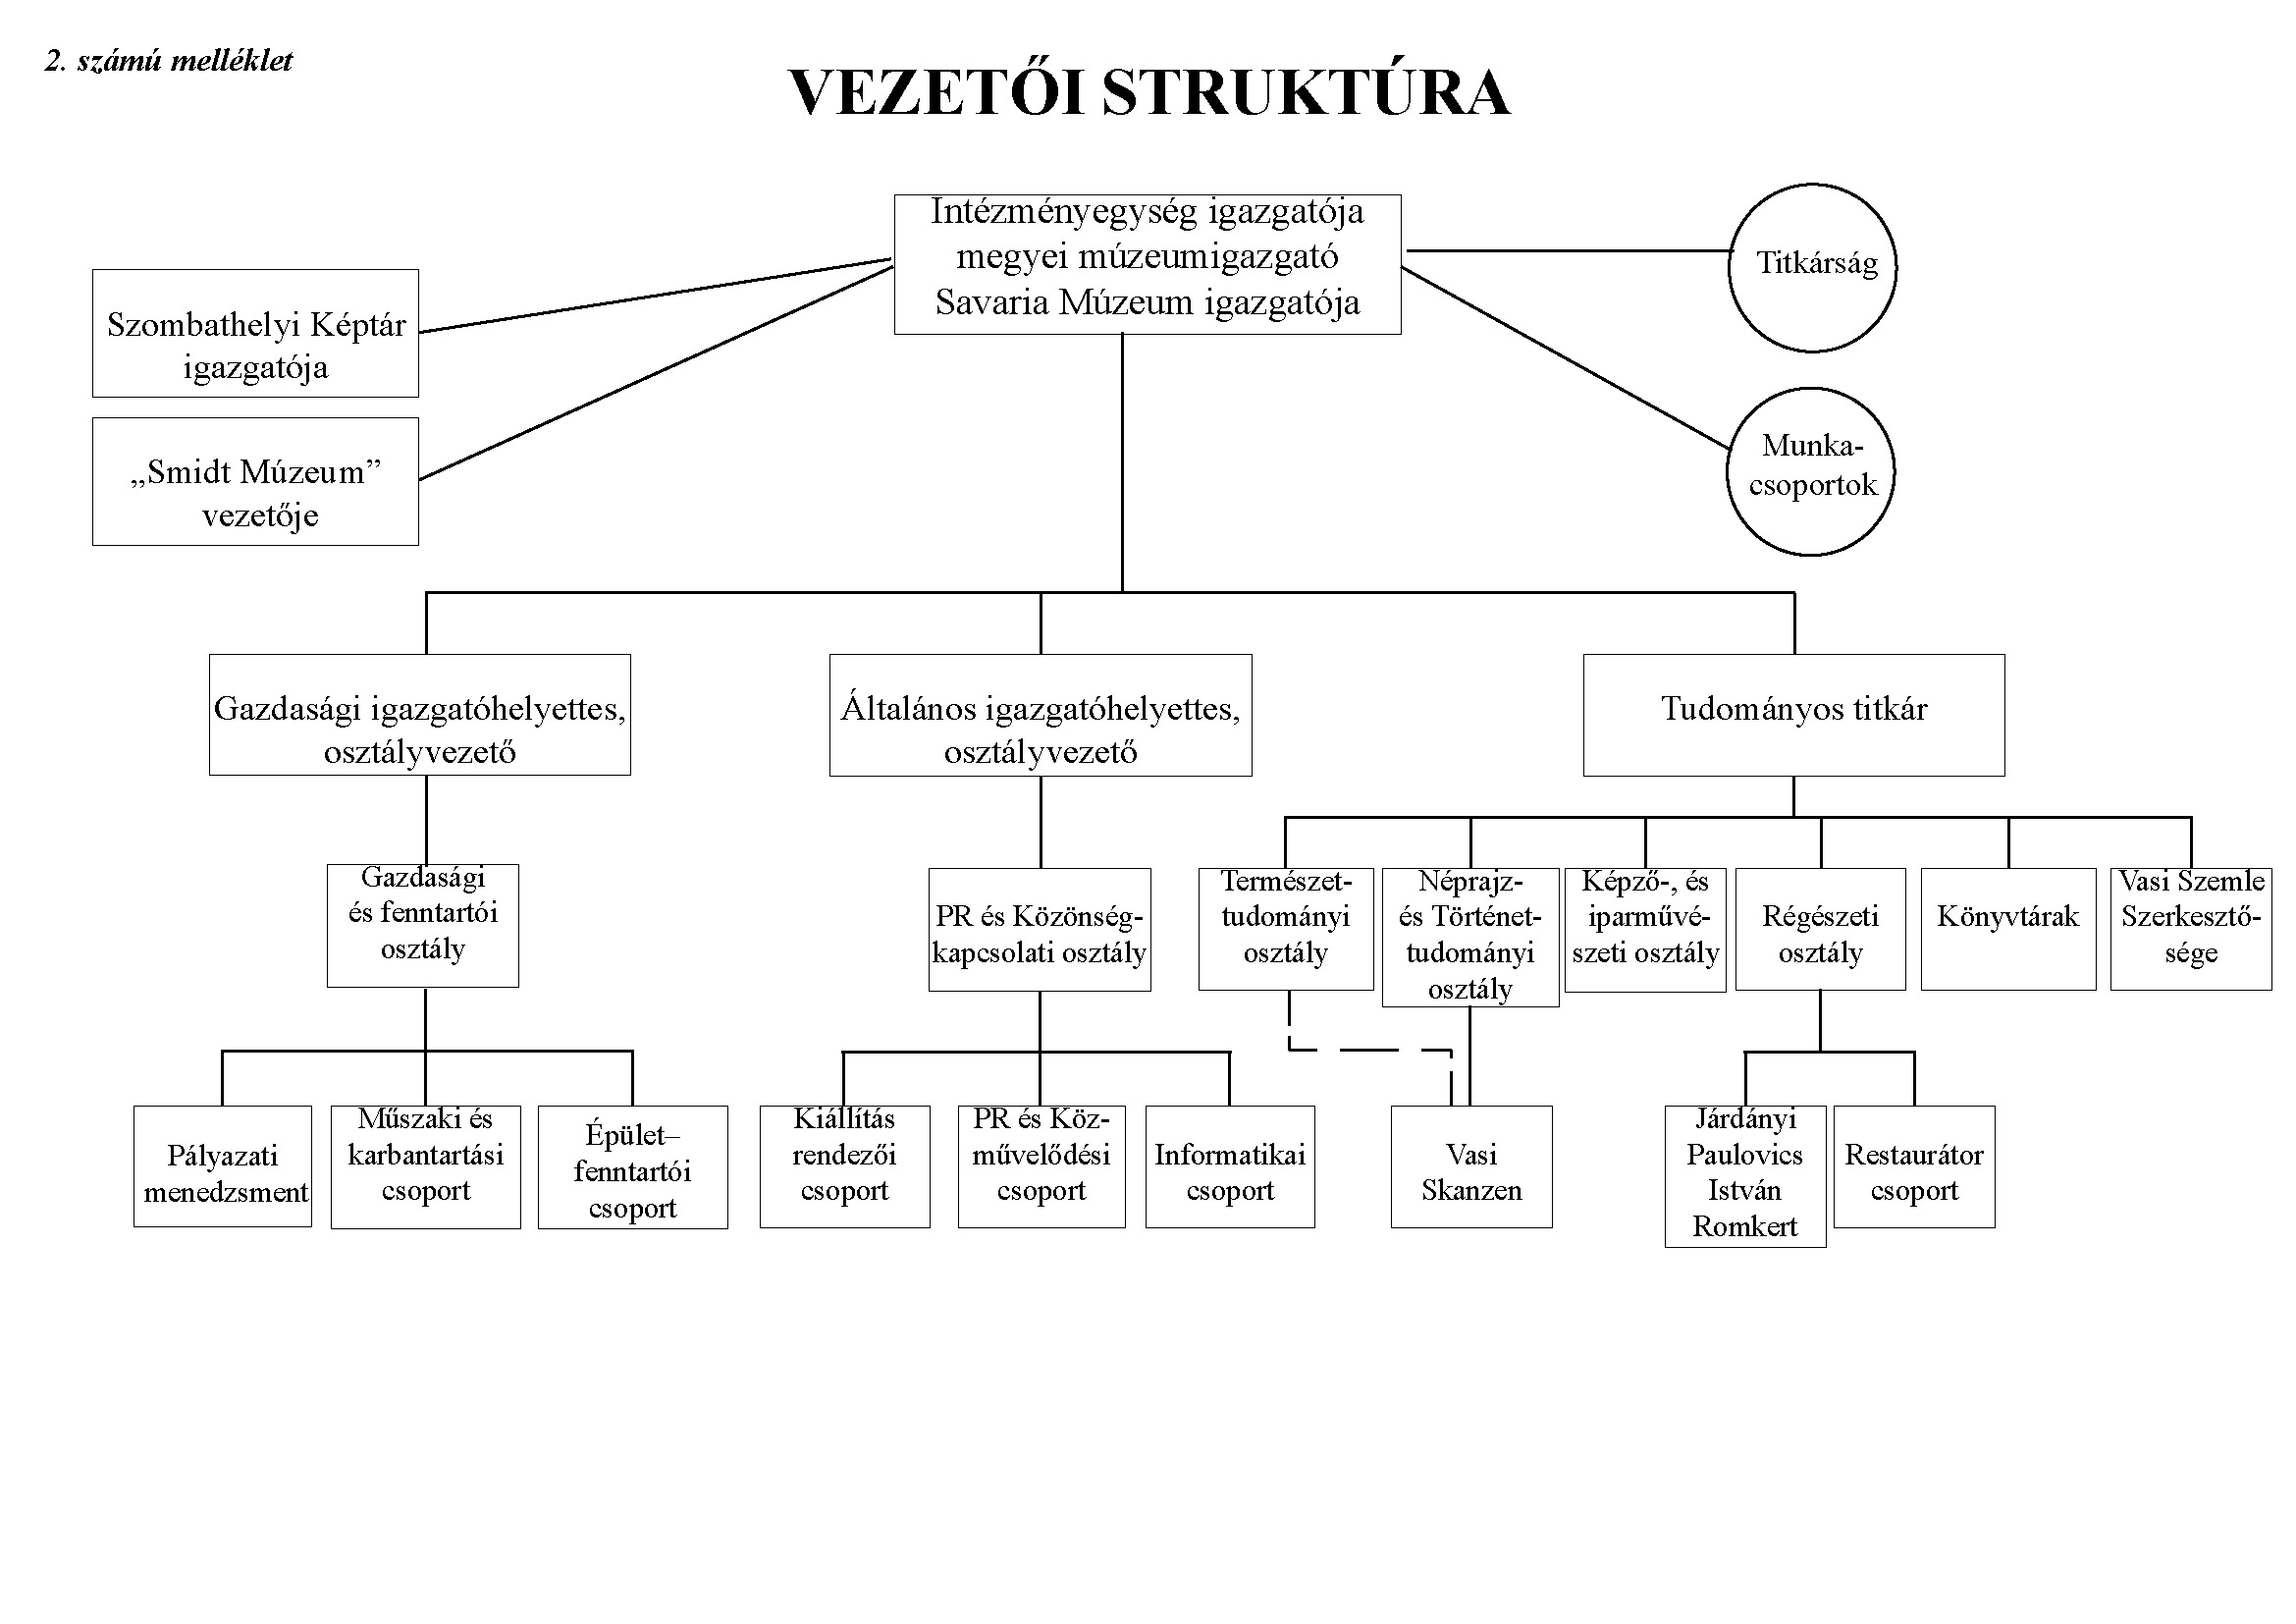 2. számú melléklet
VEZETŐI STRUKTÚRA
Intézményegység igazgatója
megyei múzeumigazgató
Savaria Múzeum igazgatója
Titkárság
Szombathelyi Képtár
igazgatója
„Smidt Múzeum”
vezetője
Munka-
csoportok
Gazdasági igazgatóhelyettes,
osztályvezető
Általános igazgatóhelyettes,
osztályvezető
Tudományos titkár
Gazdasági
és fenntartói
osztály
PR és Közönség-
kapcsolati osztály
Természet-
tudományi
osztály
Néprajz-
és Történet-
tudományi
osztály
Képző-, és
iparművé-
szeti osztály
Régészeti
osztály
Könyvtárak
Vasi Szemle
Szerkesztő-
sége
Pályazati
menedzsment
Műszaki és
karbantartási
csoport
Épület–
fenntartói
csoport
Kiállítás
rendezői
csoport
PR és Köz-
művelődési
csoport
Informatikai
csoport
Vasi
Skanzen
Járdányi
Paulovics
István
Romkert
Restaurátor
csoport